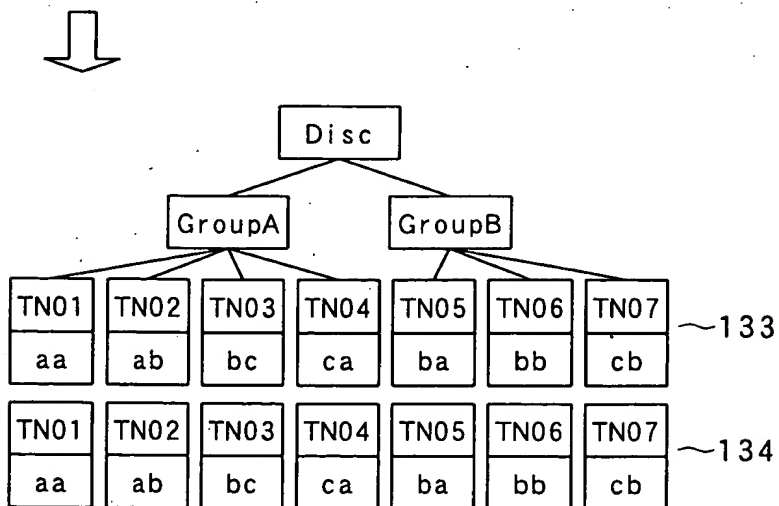 Disc
GroupA GroupB
TN01 TN02 TN03 TN04 TN05 TN06 TN07
aa ab bc ca ba bb cb
133
TN01 TN02 TN03 TN04 TN05 TN06 TN07
aa ab bc ca ba bb cb
134